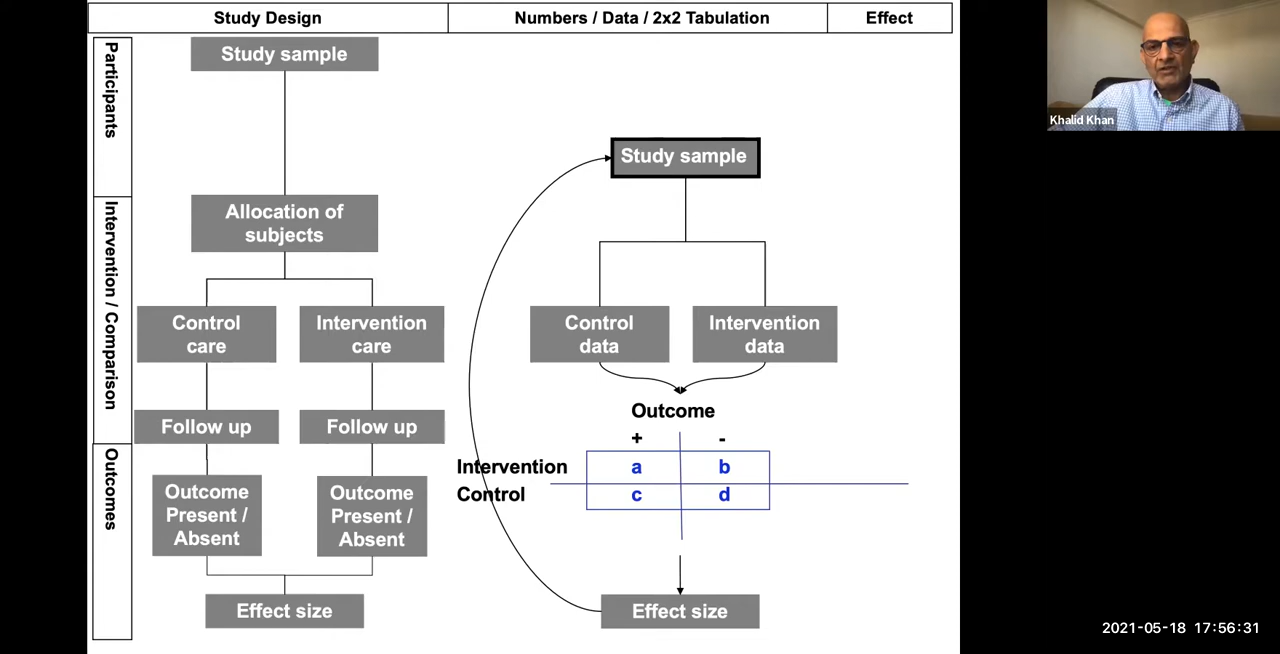 Study Design
Numbers / Data / 2x2 Tabulation
Effect
Participants
Study sample
Intervention / Comparison
Allocation of
subjects
Control
care
Intervention
care
Follow up
Follow up
Outcomes
Outcome
Present /
Absent
Outcome
Present /
Absent
Effect size
Study sample
Control
data
Intervention
data
Outcome
+ -
Intervention a b
Control c d
Effect size
Khalid Khan
2021-05-18 17:56:31